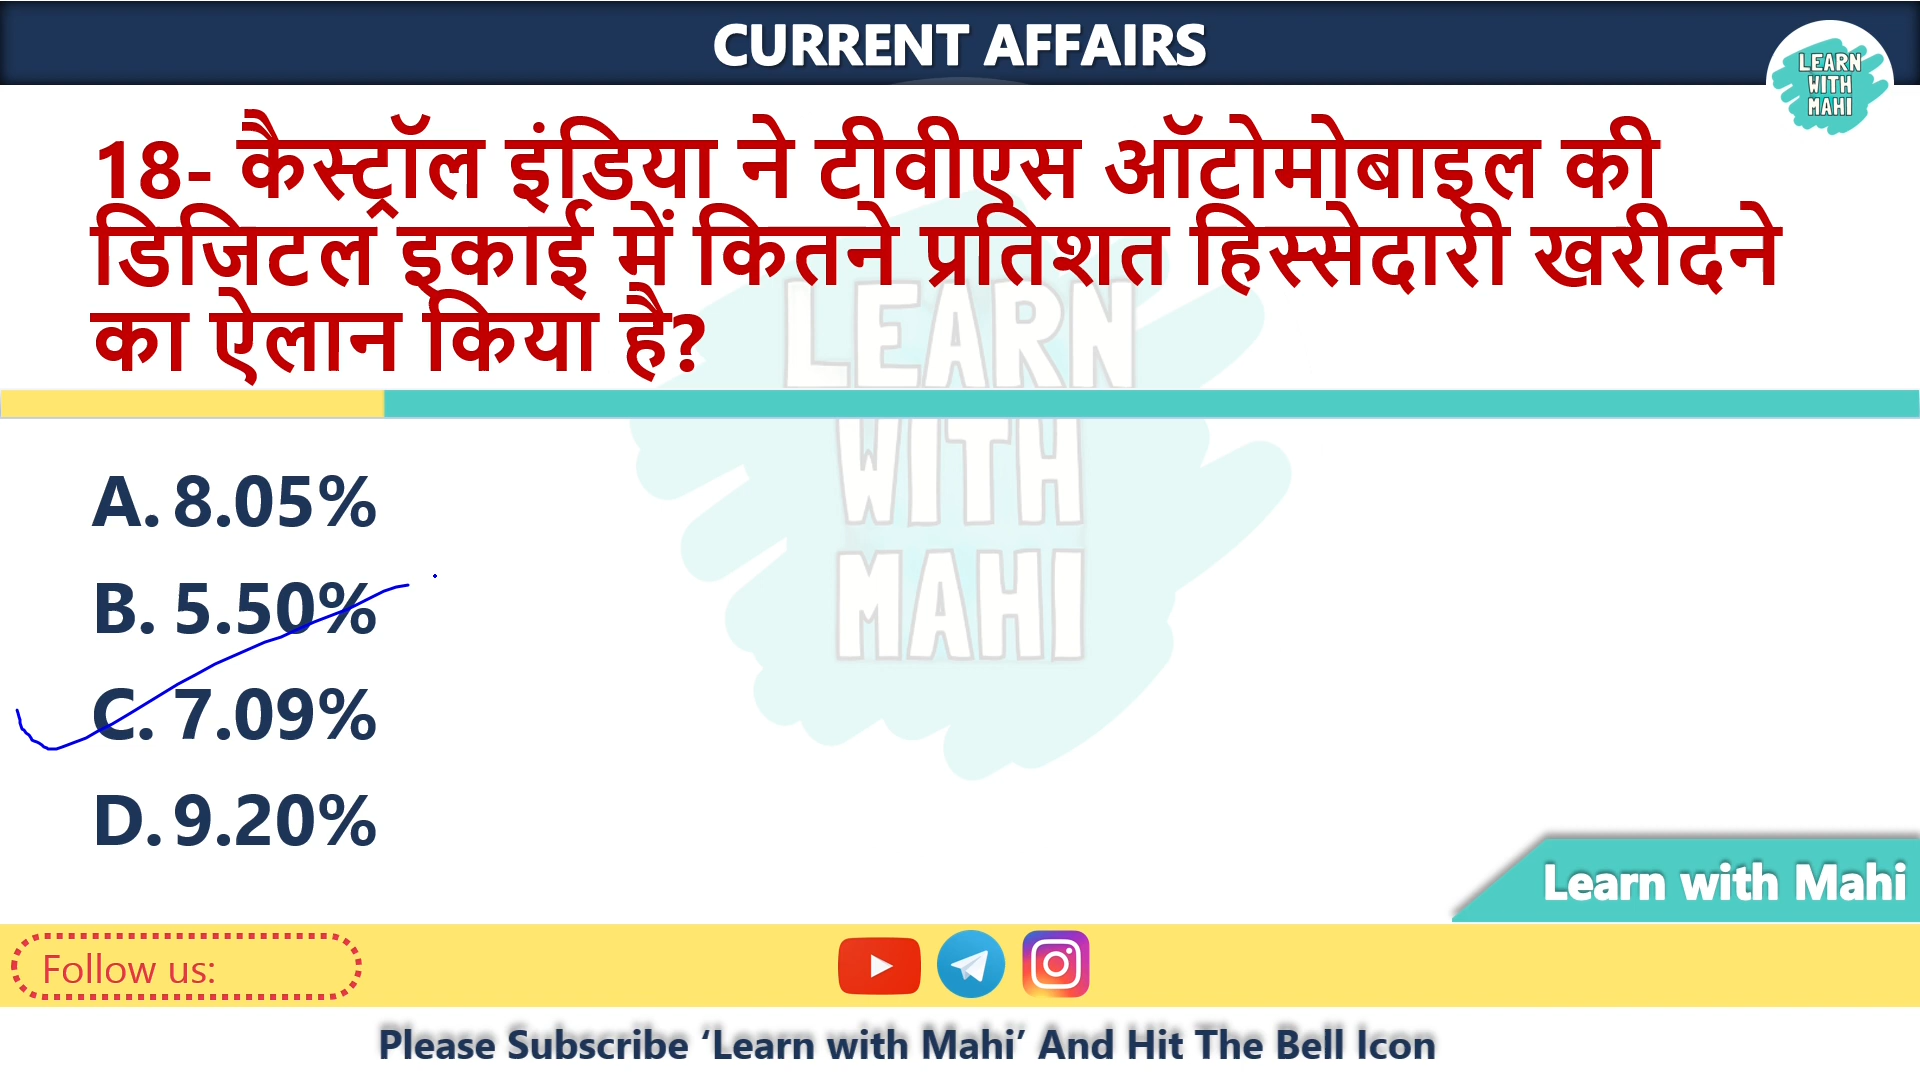 CURRENT AFFAIRS
LEARN
WITH
MAHI
18- कैस्ट्रॉल इंडिया ने टीवीएस ऑटोमोबाइल की
डिजिटल इकाई में कितने प्रतिशत हिस्सेदारी खरीदने
का ऐलान किया है?
LEARN
WITH
MAHI
A. 8.05%
B. 5.50%
C. 7.09%
D. 9.20%
Learn with Mahi
Follow us:
Please Subscribe ‘Learn with Mahi’ And Hit The Bell Icon